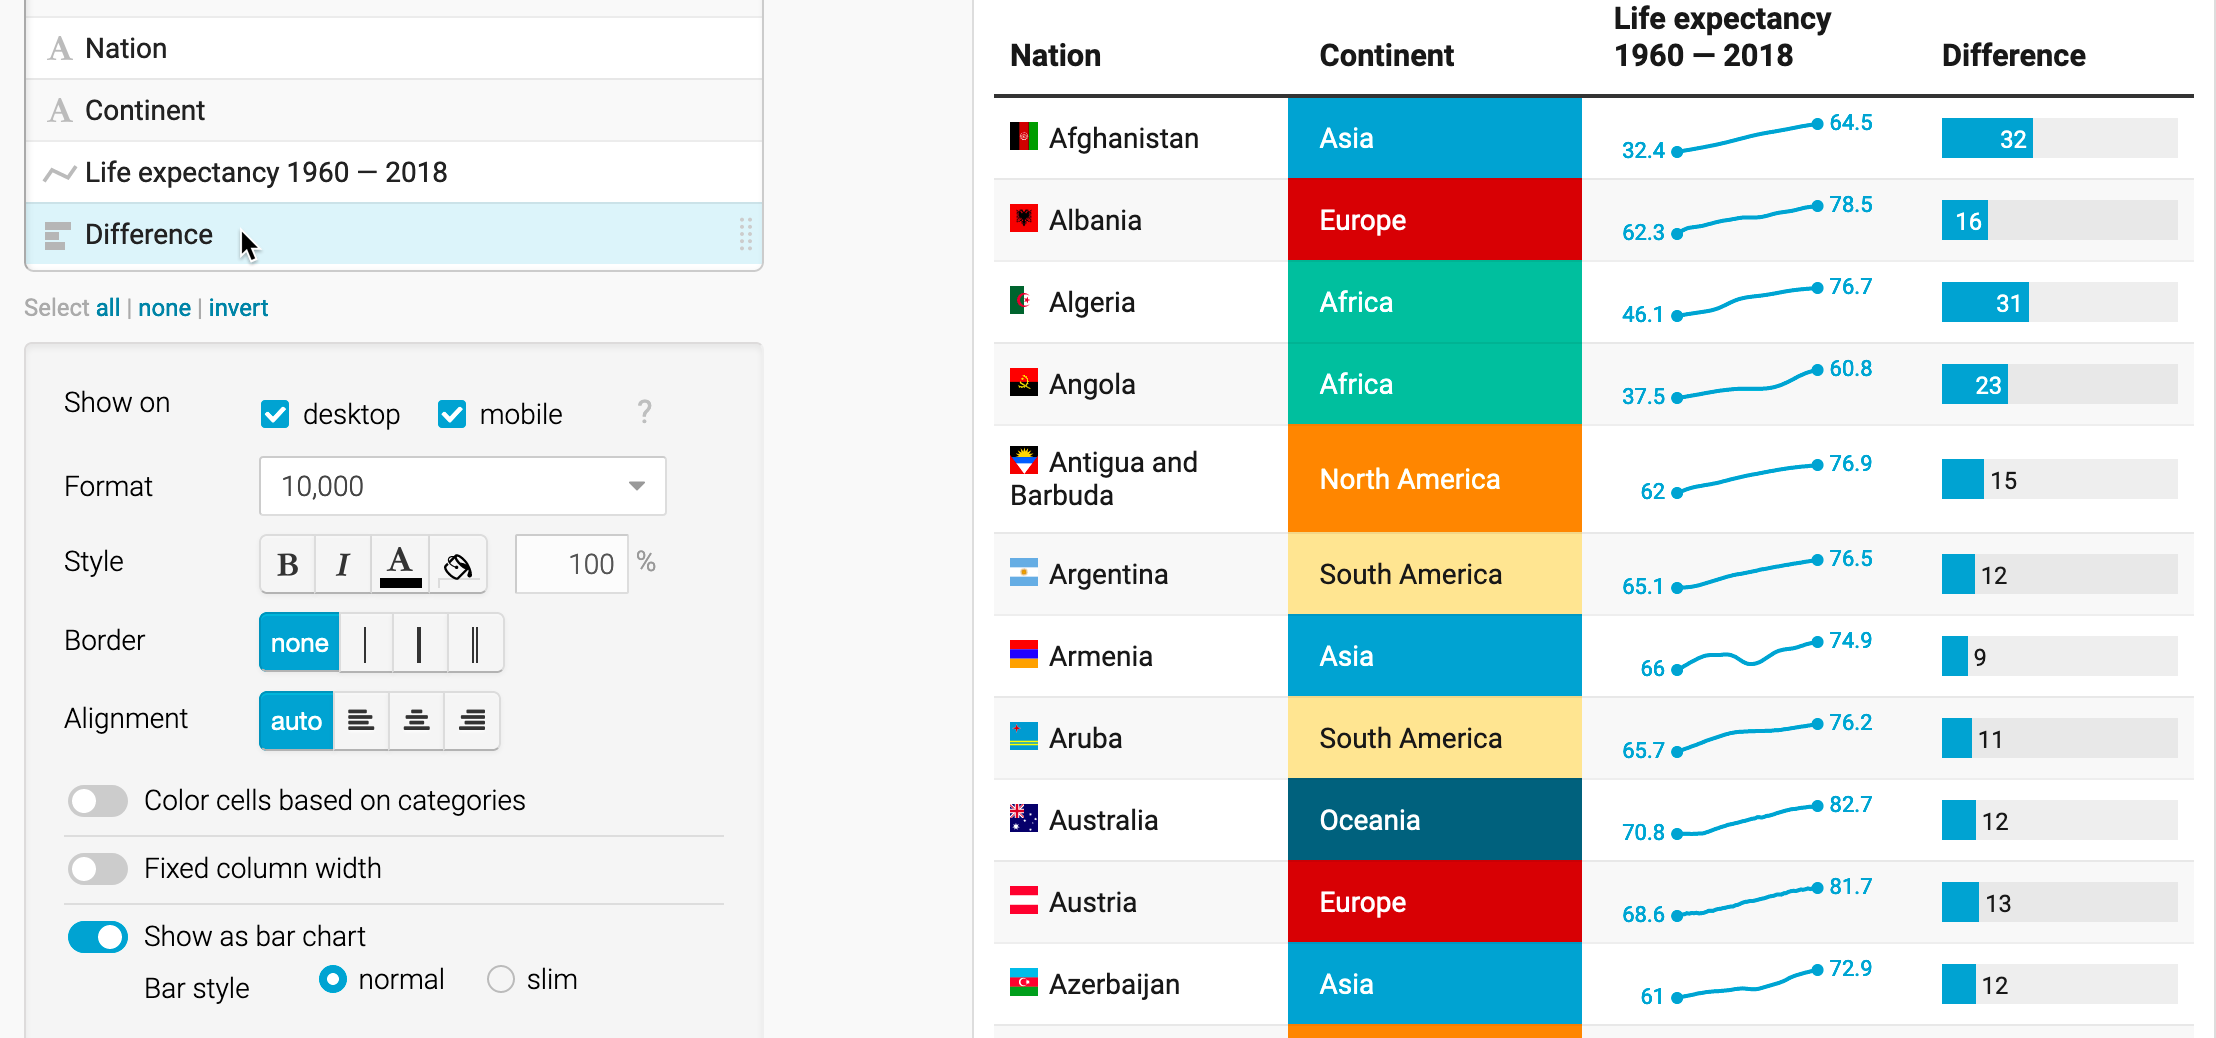 Nation
Continent
Life expectancy 1960 — 2018
Difference
Select all | none | invert
Show on
desktop
mobile
?
Format
10,000
Style
B I A
100 %
Border
none
Alignment
auto
Color cells based on categories
Fixed column width
Show as bar chart
Bar style
normal
slim
Nation Continent Life expectancy
1960 — 2018 Difference
Afghanistan Asia 32.4 64.5 32
Albania Europe 62.3 78.5 16
Algeria Africa 46.1 76.7 31
Angola Africa 37.5 60.8 23
Antigua and
Barbuda North America 62 76.9 15
Argentina South America 65.1 76.5 12
Armenia Asia 66 74.9 9
Aruba South America 65.7 76.2 11
Australia Oceania 70.8 82.7 12
Austria Europe 68.6 81.7 13
Azerbaijan Asia 61 72.9 12